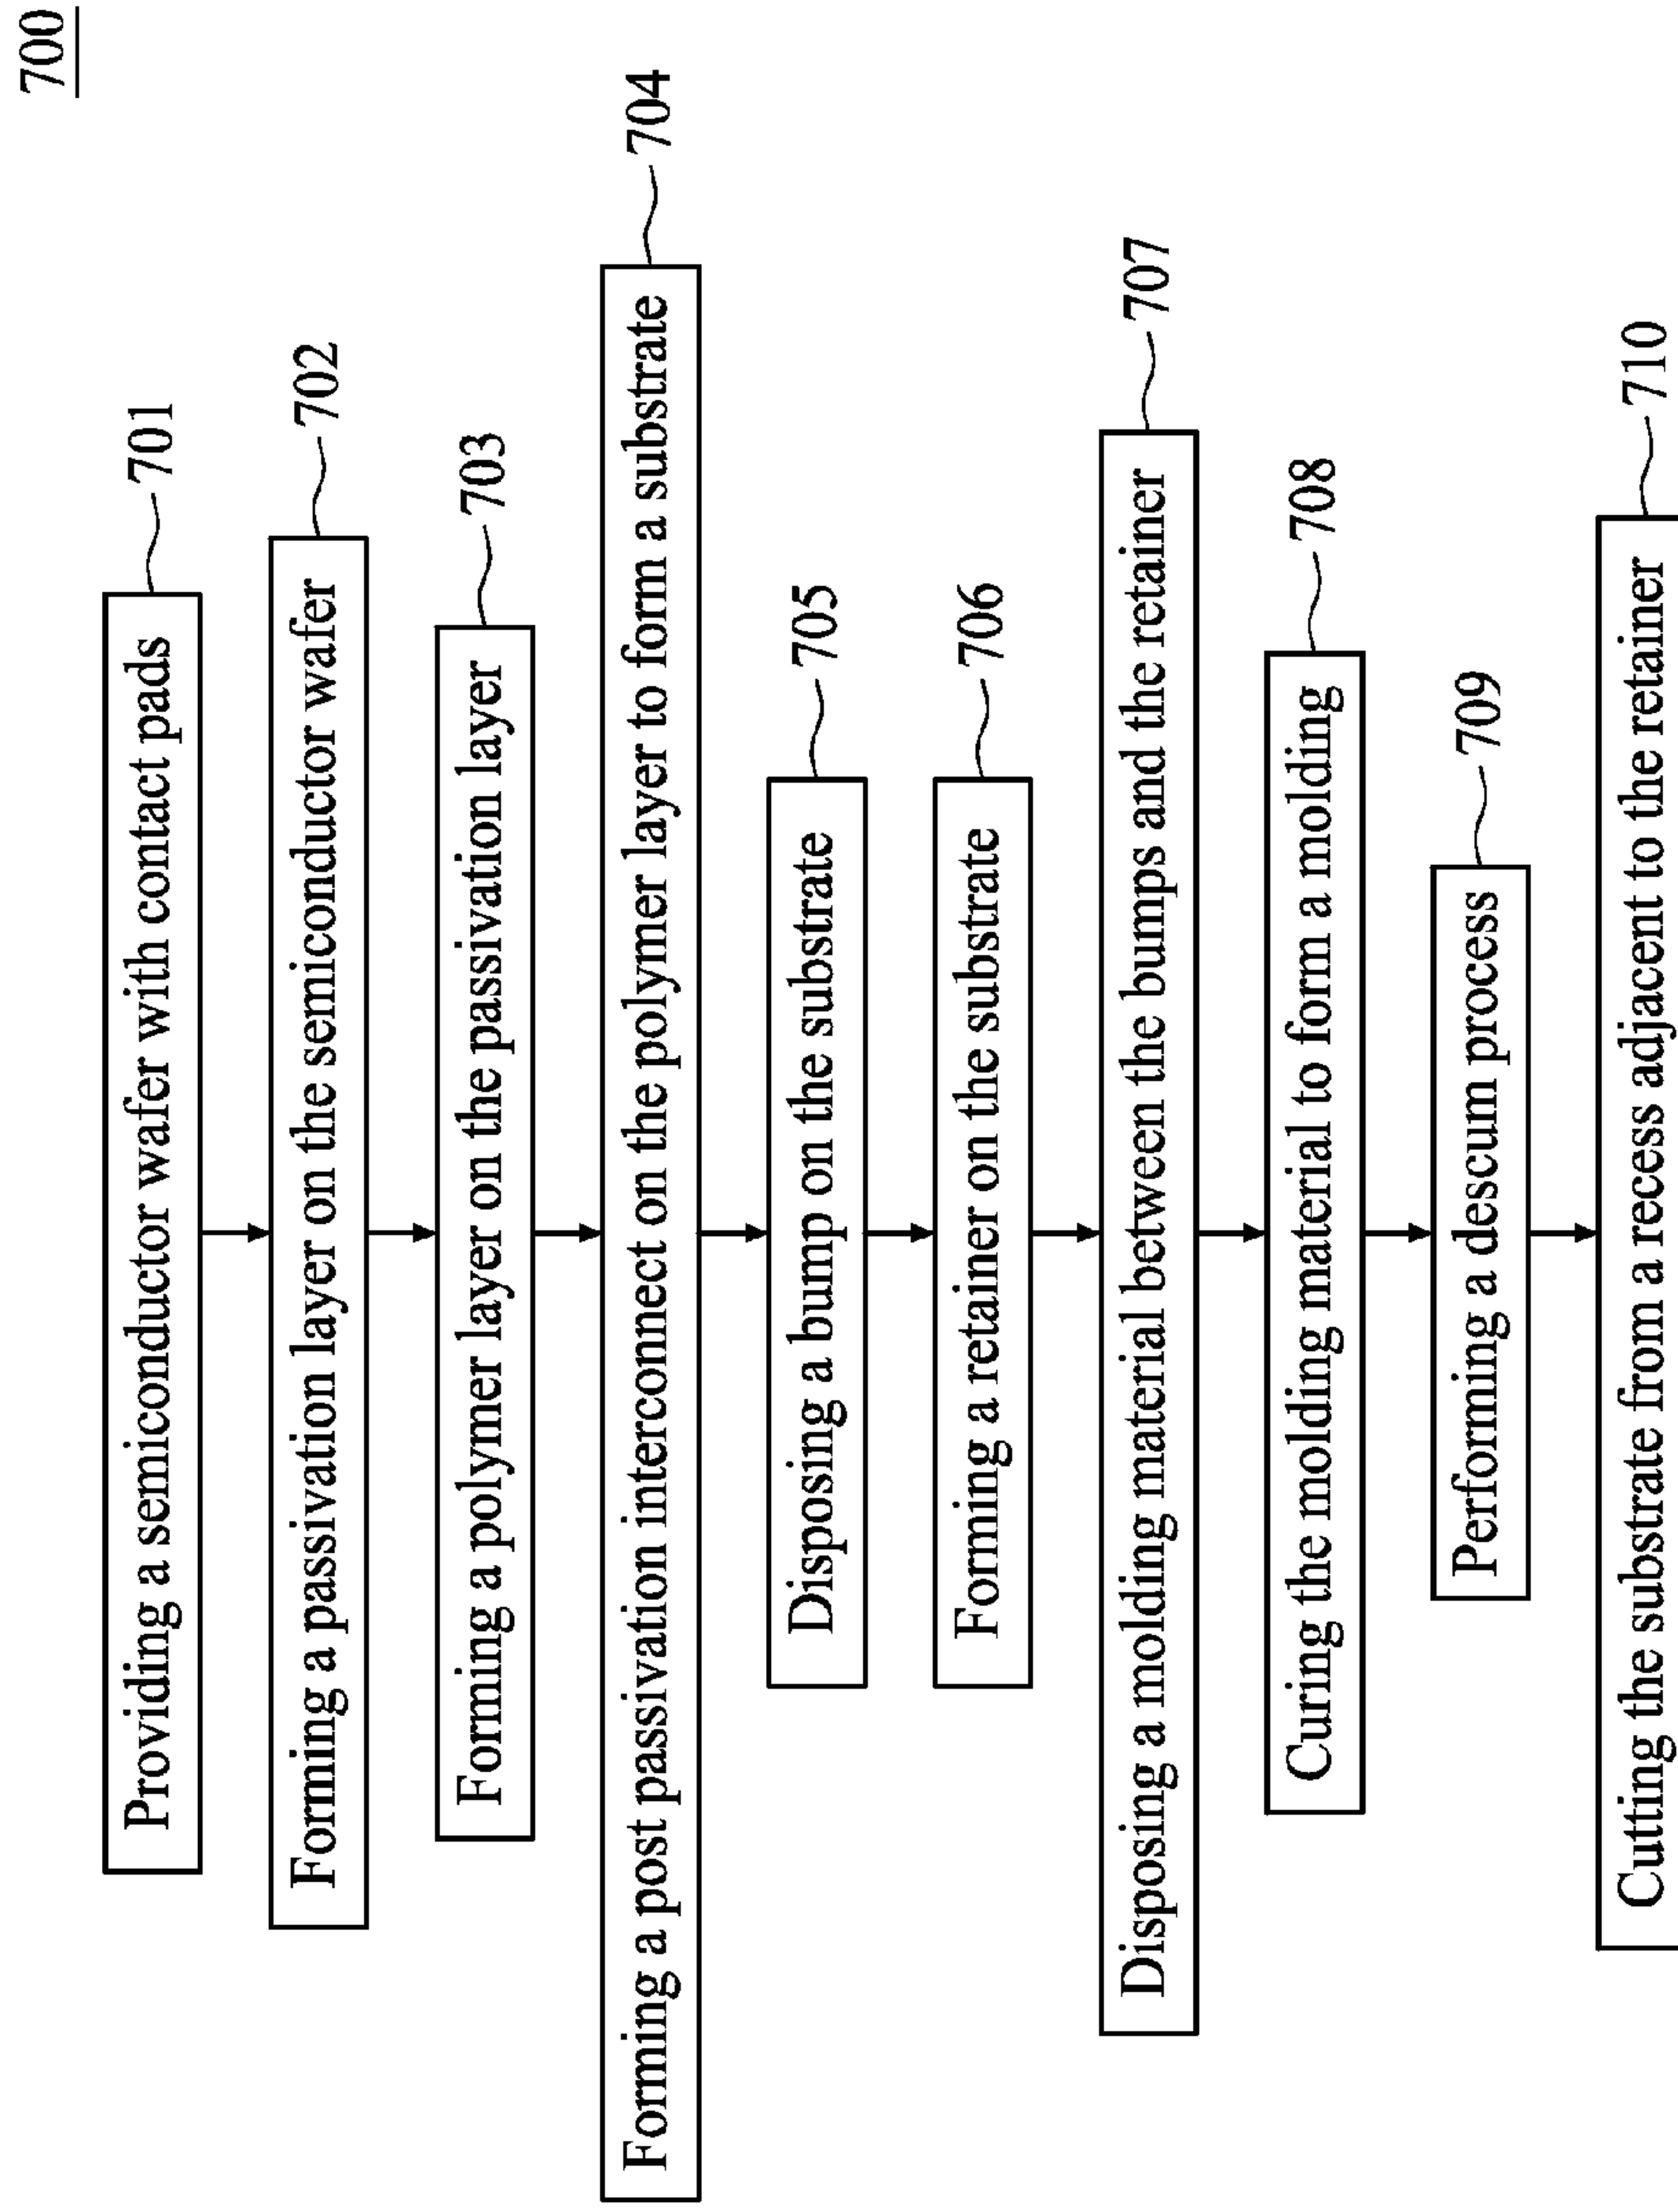 700
Providing a semiconductor wafer with contact pads 701
Forming a passivation layer on the semiconductor wafer 702
Forming a polymer layer on the passivation layer 703
Forming a post passivation interconnect on the polymer layer to form a substrate 704
Disposing a bump on the substrate 705
Forming a retainer on the substrate 706
Disposing a molding material between the bumps and the retainer 707
Curing the molding material to form a molding 708
Performing a descum process 709
Cutting the substrate from a recess adjacent to the retainer 710